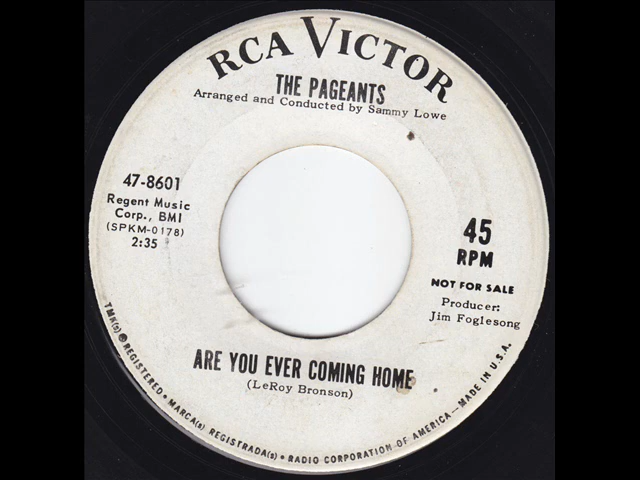 RCA VICTOR
THE PAGEANTS
Arranged and Conducted by Sammy Lowe
47-8601
Regent Music
Corp., BMI
(SPKM-0178)
2:35
45
RPM
NOT FOR SALE
Producer:
Jim Foglesong
ARE YOU EVER COMING HOME
(LeRoy Bronson)
TMK(s) ® REGISTERED • MARCA(s) REGISTRADA(s) • RADIO CORPORATION OF AMERICA—MADE IN U.S.A.